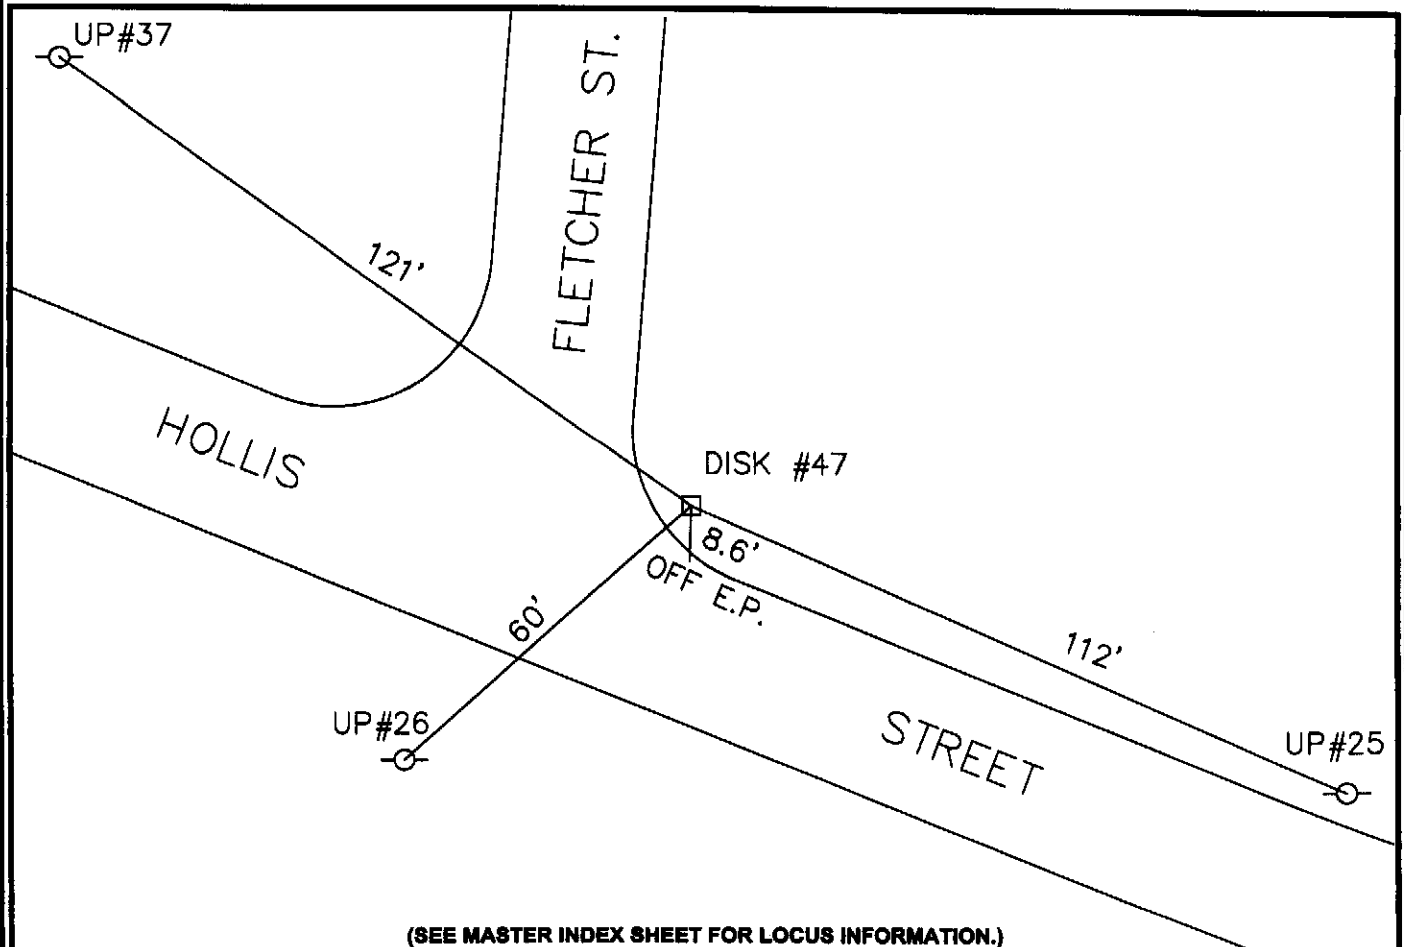 UP#37
FLETCHER ST.
121'
HOLLIS
DISK #47
8.6'
OFF E.P.
60'
112'
UP#26
STREET
UP#25
(SEE MASTER INDEX SHEET FOR LOCUS INFORMATION.)